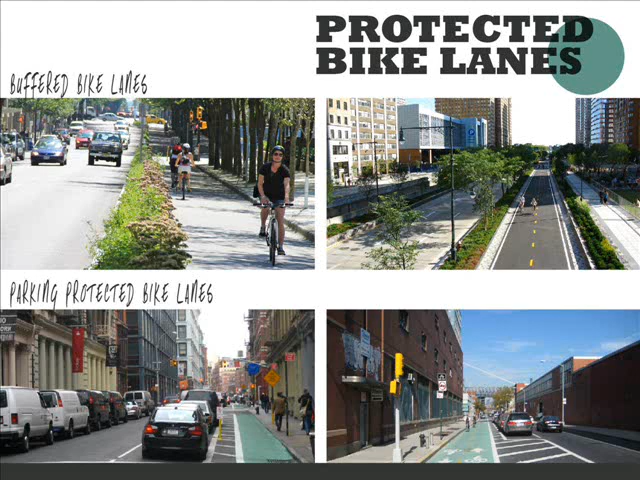 PROTECTED
BIKE LANES
BUFFERED BIKE LANES
PARKING PROTECTED BIKE LANES